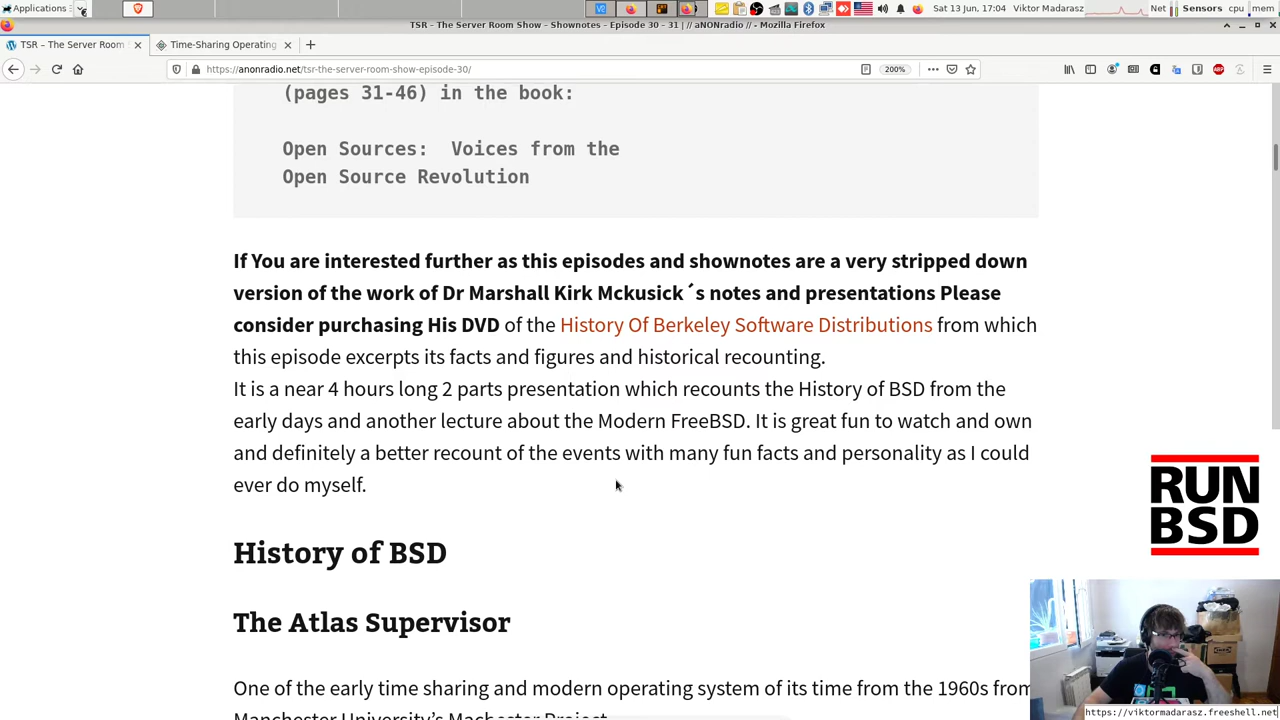 Applications
Sat 13 Jun, 17:04 Viktor Madarasz
Net Sensors cpu mem
TSR – The Server Room Show – Shownotes – Episode 30 – 31 | aNONradio - Mozilla Firefox
TSR – The Server Room
Time-Sharing Operating
https://anonradio.net/tsr-the-server-room-show-episode-30/
200%
ABP
(pages 31-46) in the book:
Open Sources: Voices from the
Open Source Revolution
If You are interested further as this episodes and shownotes are a very stripped down
version of the work of Dr Marshall Kirk Mckusick´s notes and presentations Please
consider purchasing His DVD of the History Of Berkeley Software Distributions from which
this episode excerpts its facts and figures and historical recounting.
It is a near 4 hours long 2 parts presentation which recounts the History of BSD from the
early days and another lecture about the Modern FreeBSD. It is great fun to watch and own
and definitely a better recount of the events with many fun facts and personality as I could
ever do myself.
RUN
BSD
History of BSD
The Atlas Supervisor
One of the early time sharing and modern operating system of its time from the 1960s from
Manchester University's Machester Project
https://viktormadarasz.freeshell.net